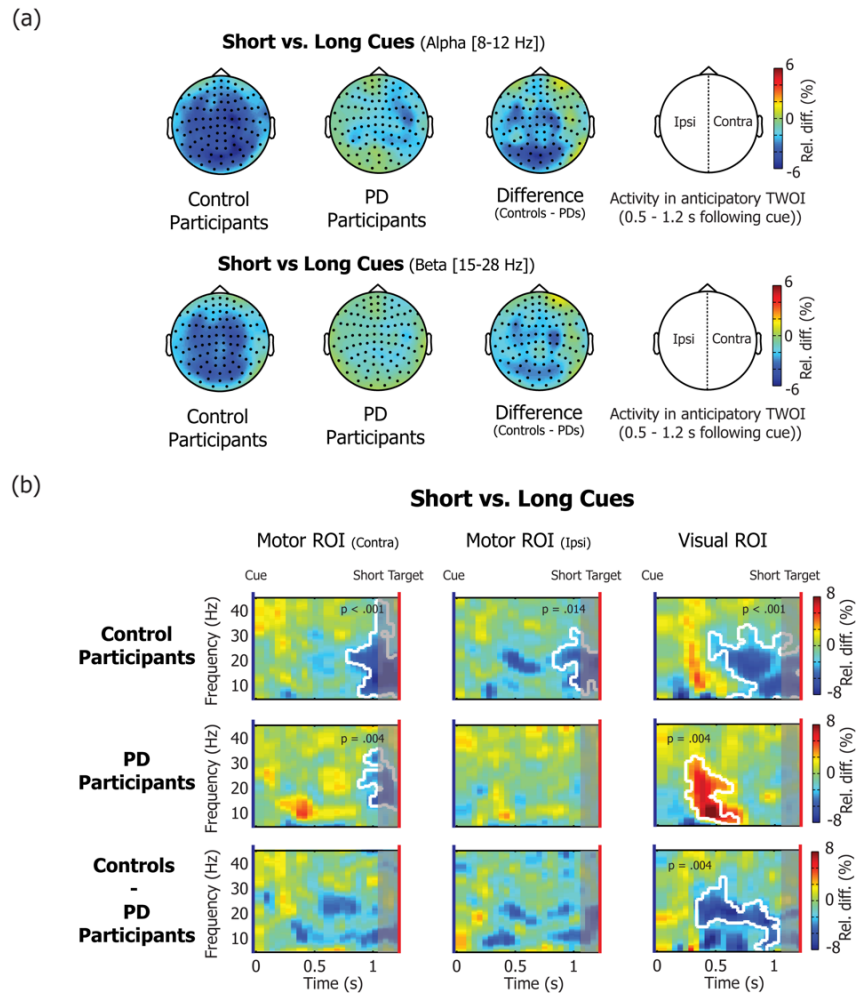 (a)
Short vs. Long Cues (Alpha [8-12 Hz])
Ipsi Contra
6
0
-6
Rel. diff. (%)
Control Participants
PD Participants
Difference (Controls - PDs)
Activity in anticipatory TWOI (0.5 - 1.2 s following cue))
Short vs Long Cues (Beta [15-28 Hz])
Ipsi Contra
6
0
-6
Rel. diff. (%)
Control Participants
PD Participants
Difference (Controls - PDs)
Activity in anticipatory TWOI (0.5 - 1.2 s following cue))
(b)
Short vs. Long Cues
Motor ROI (Contra)
Motor ROI (Ipsi)
Visual ROI
Cue Short Target Cue Short Target Cue Short Target
Control Participants
Frequency (Hz)
40
30
20
10
p < .001
p = .014
p < .001
8
-8
Rel. diff. (%)
PD Participants
Frequency (Hz)
40
30
20
10
p = .004
p = .004
8
-8
Rel. diff. (%)
Controls
-
PD Participants
Frequency (Hz)
40
30
20
10
p = .004
8
-8
Rel. diff. (%)
0 0.5 1 0 0.5 1 0 0.5 1
Time (s) Time (s) Time (s)